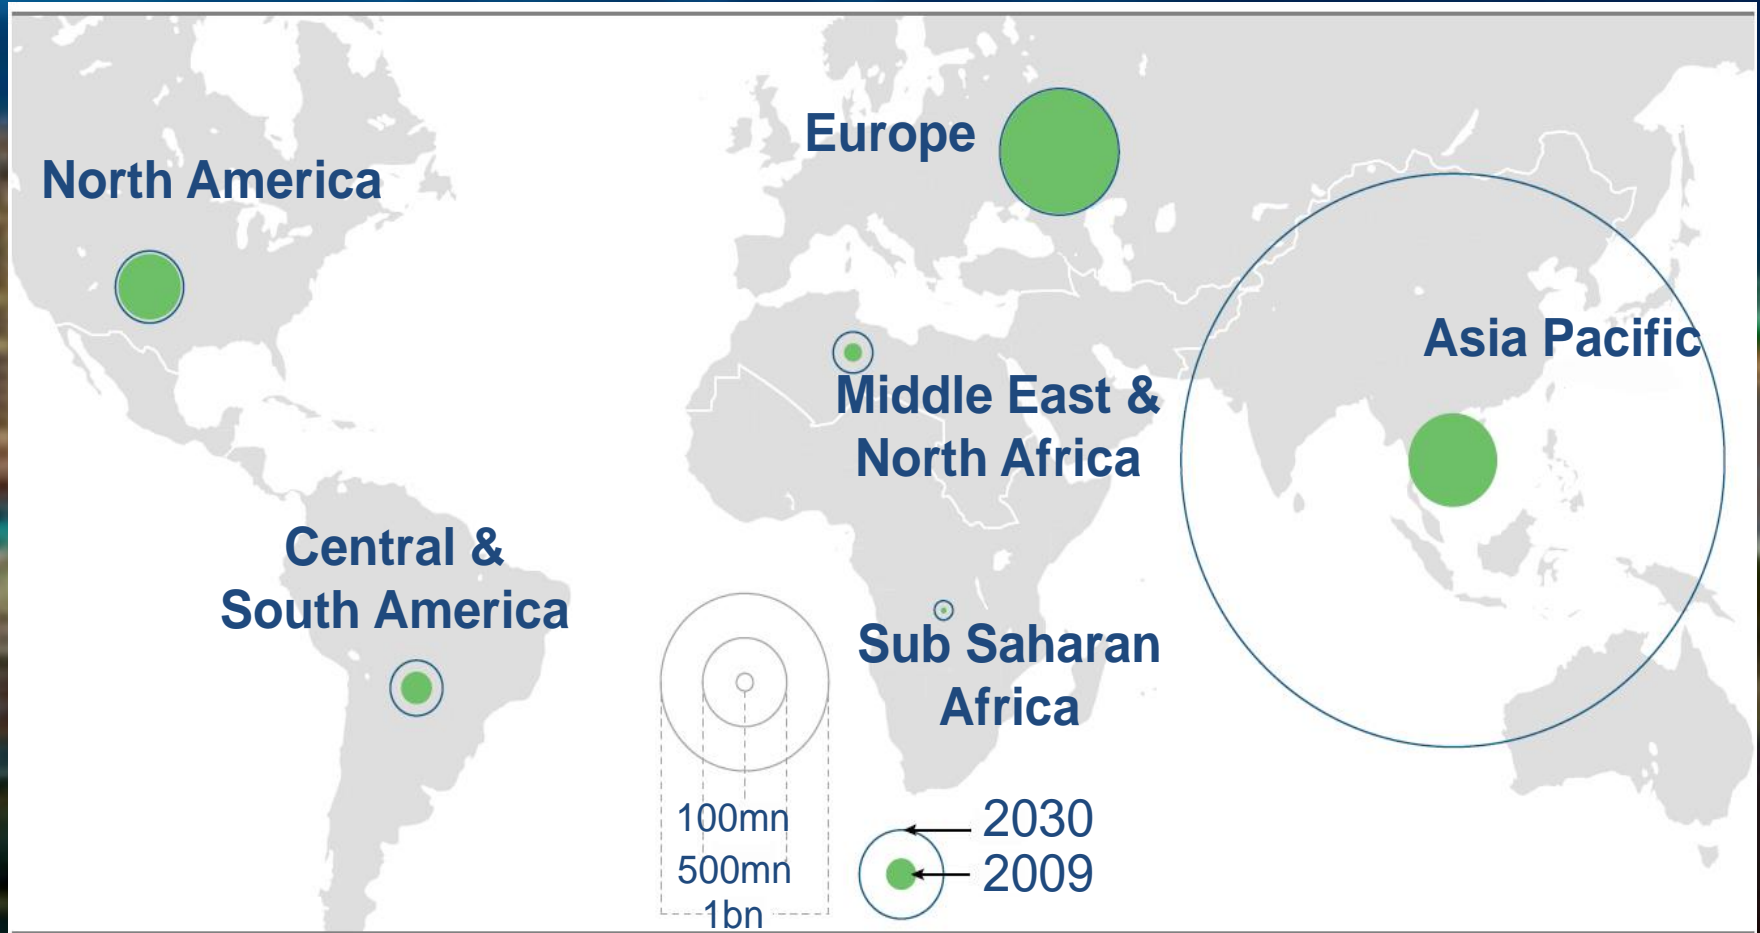 Europe
North America
Asia Pacific
Middle East &
North Africa
Central &
South America
Sub Saharan
Africa
100mn
500mn
1bn
2030
2009